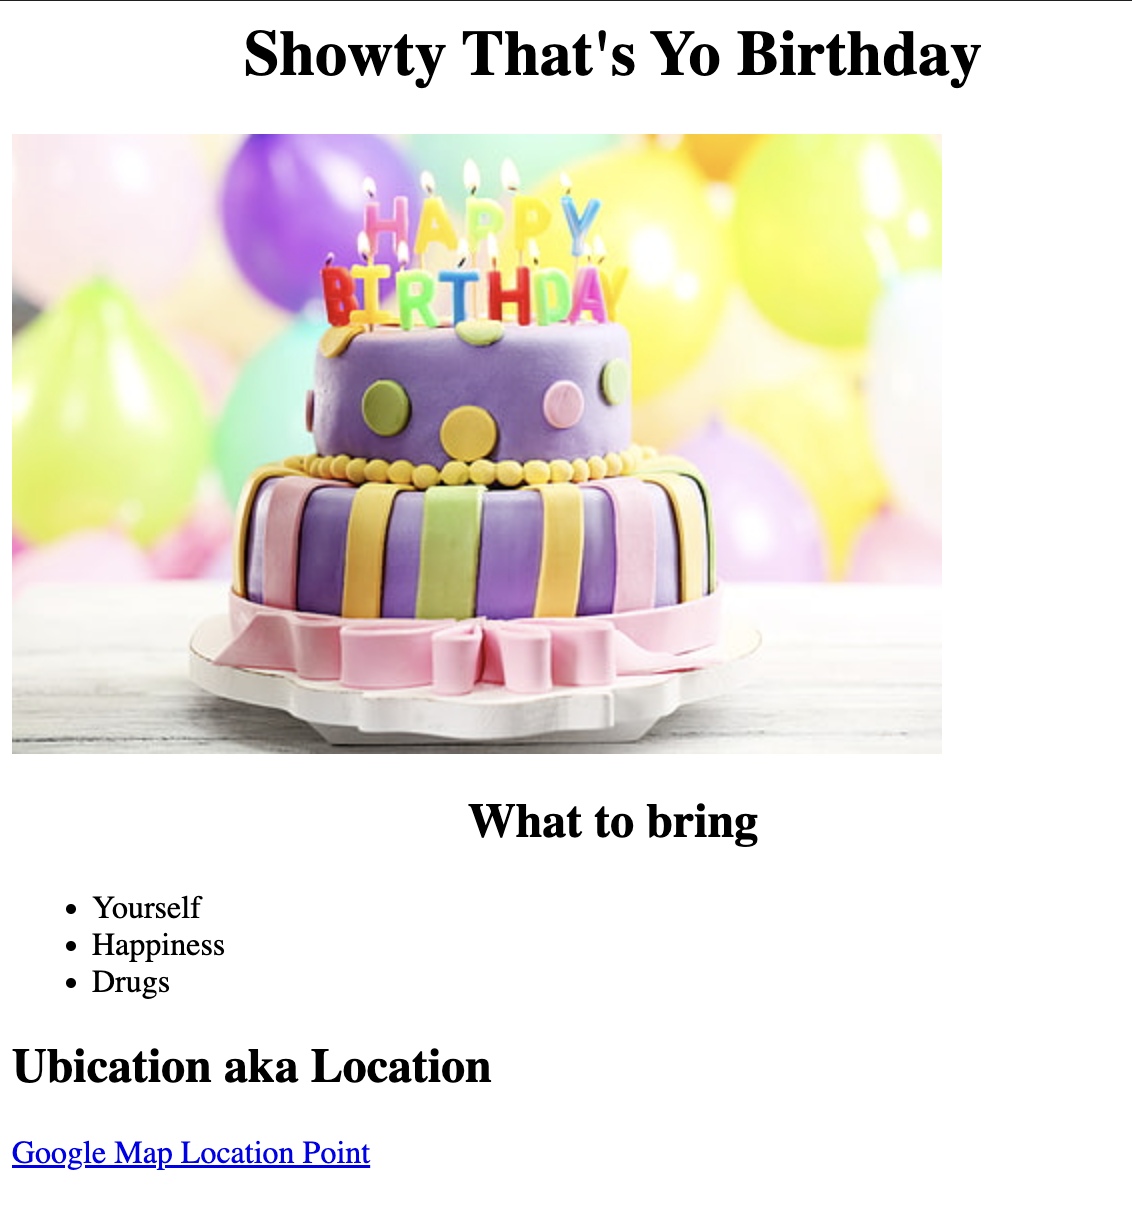 Showty That's Yo Birthday
HAPPY
BIRTHDAY
What to bring
Yourself
Happiness
Drugs
Ubication aka Location
Google Map Location Point